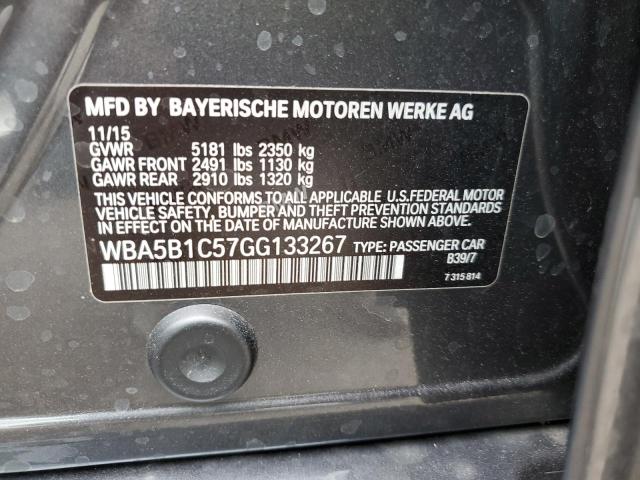 MFD BY BAYERISCHE MOTOREN WERKE AG
11/15
GVWR 5181 lbs 2350 kg
GAWR FRONT 2491 lbs 1130 kg
GAWR REAR 2910 lbs 1320 kg
THIS VEHICLE CONFORMS TO ALL APPLICABLE U.S.FEDERAL MOTOR
VEHICLE SAFETY, BUMPER AND THEFT PREVENTION STANDARDS
IN EFFECT ON THE DATE OF MANUFACTURE SHOWN ABOVE.
WBA5B1C57GG133267 TYPE: PASSENGER CAR
B39/7
7 315 814